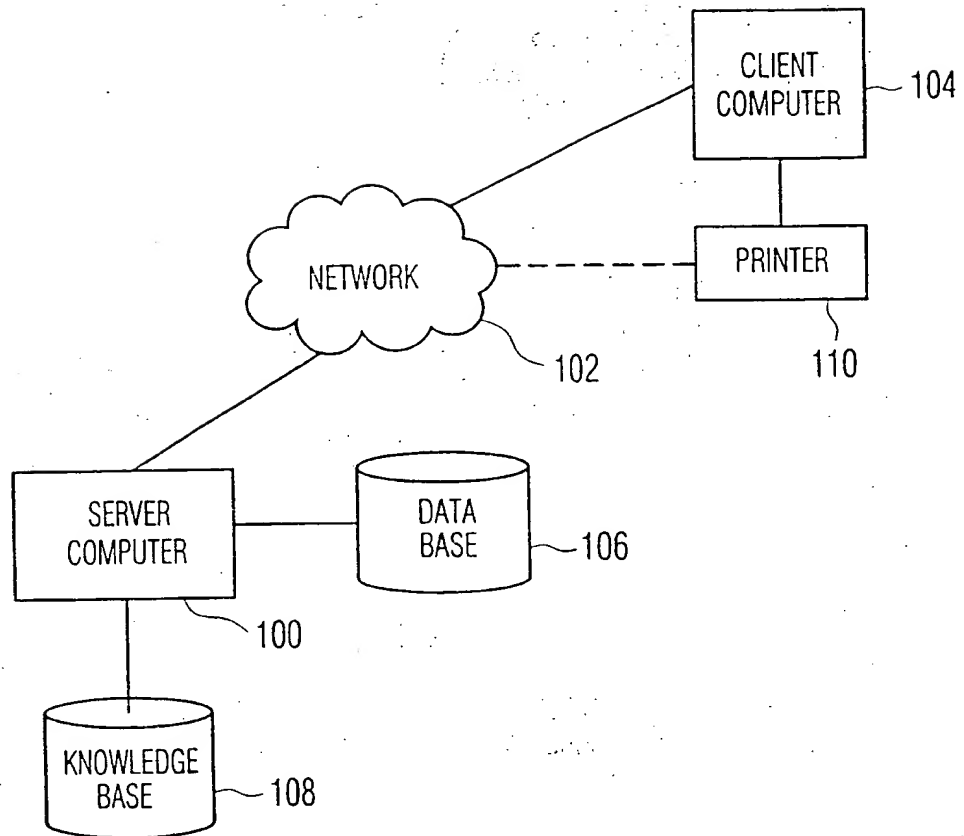 CLIENT
COMPUTER
104
NETWORK
PRINTER
102
110
SERVER
COMPUTER
DATA
BASE
106
100
KNOWLEDGE
BASE
108